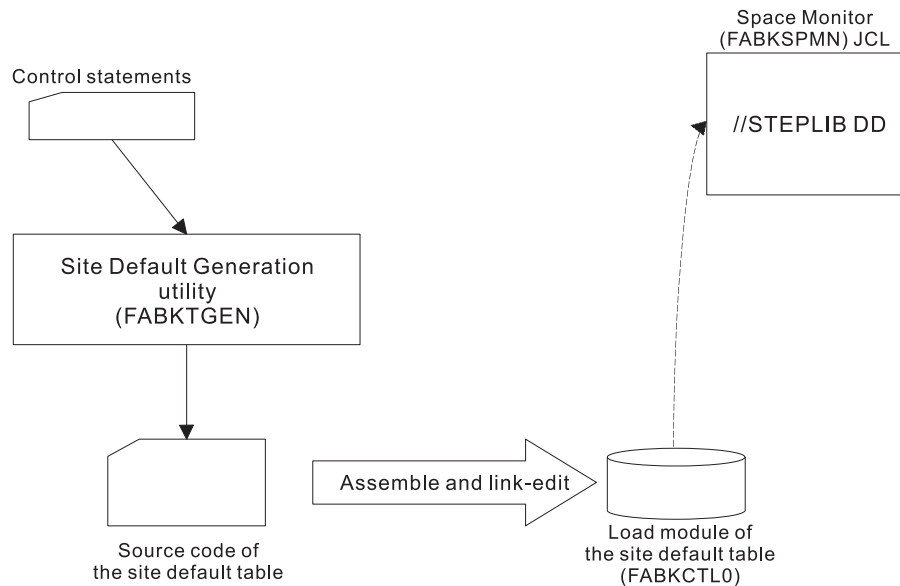 Space Monitor
(FABKSPMN) JCL
Control statements
//STEPLIB DD
Site Default Generation
utility
(FABKTGEN)
Assemble and link-edit
Source code of
the site default table
Load module of
the site default table
(FABKCTL0)